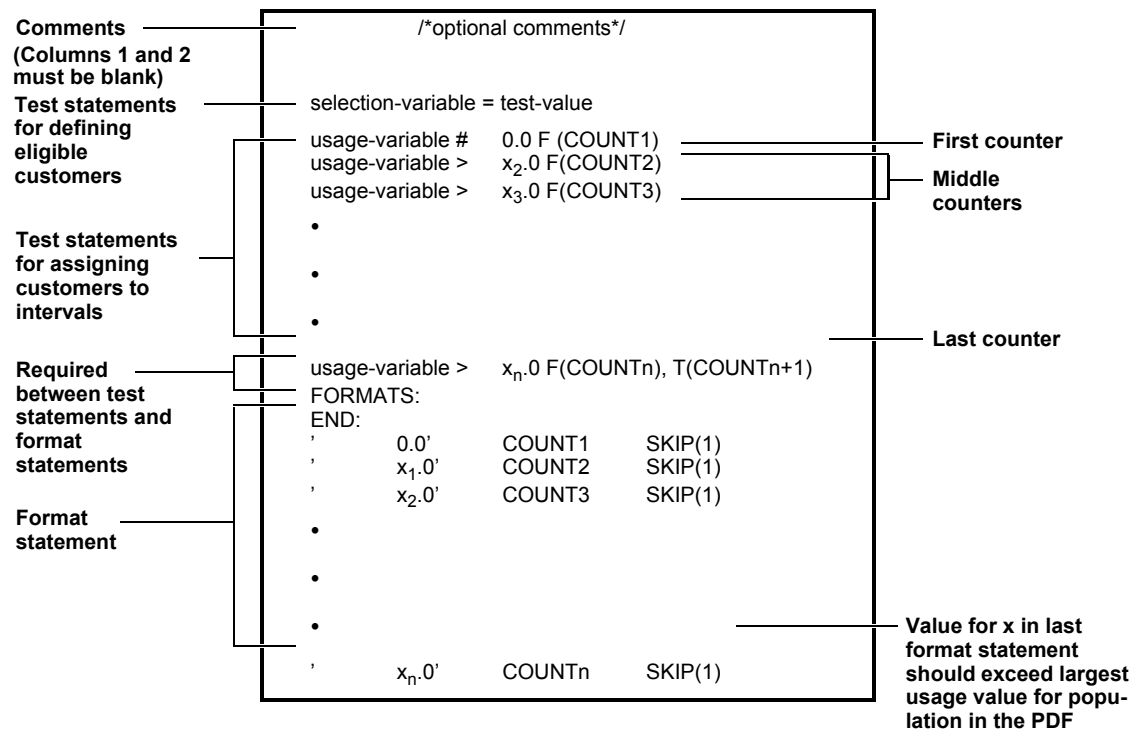 Comments
(Columns 1 and 2
must be blank)
/*optional comments*/
Test statements
for defining
eligible
customers
selection-variable = test-value
usage-variable # 0.0 F (COUNT1)
usage-variable > x2.0 F(COUNT2)
usage-variable > x3.0 F(COUNT3)
•
•
•
First counter
Middle
counters
Test statements
for assigning
customers to
intervals
Last counter
Required
between test
statements and
format
statements
usage-variable > xn.0 F(COUNTn), T(COUNTn+1)
FORMATS:
END:
’ 0.0’ COUNT1 SKIP(1)
’ x1.0’ COUNT2 SKIP(1)
’ x2.0’ COUNT3 SKIP(1)
•
•
•
Format
statement
’ xn.0’ COUNTn SKIP(1)
Value for x in last
format statement
should exceed largest
usage value for popu-
lation in the PDF